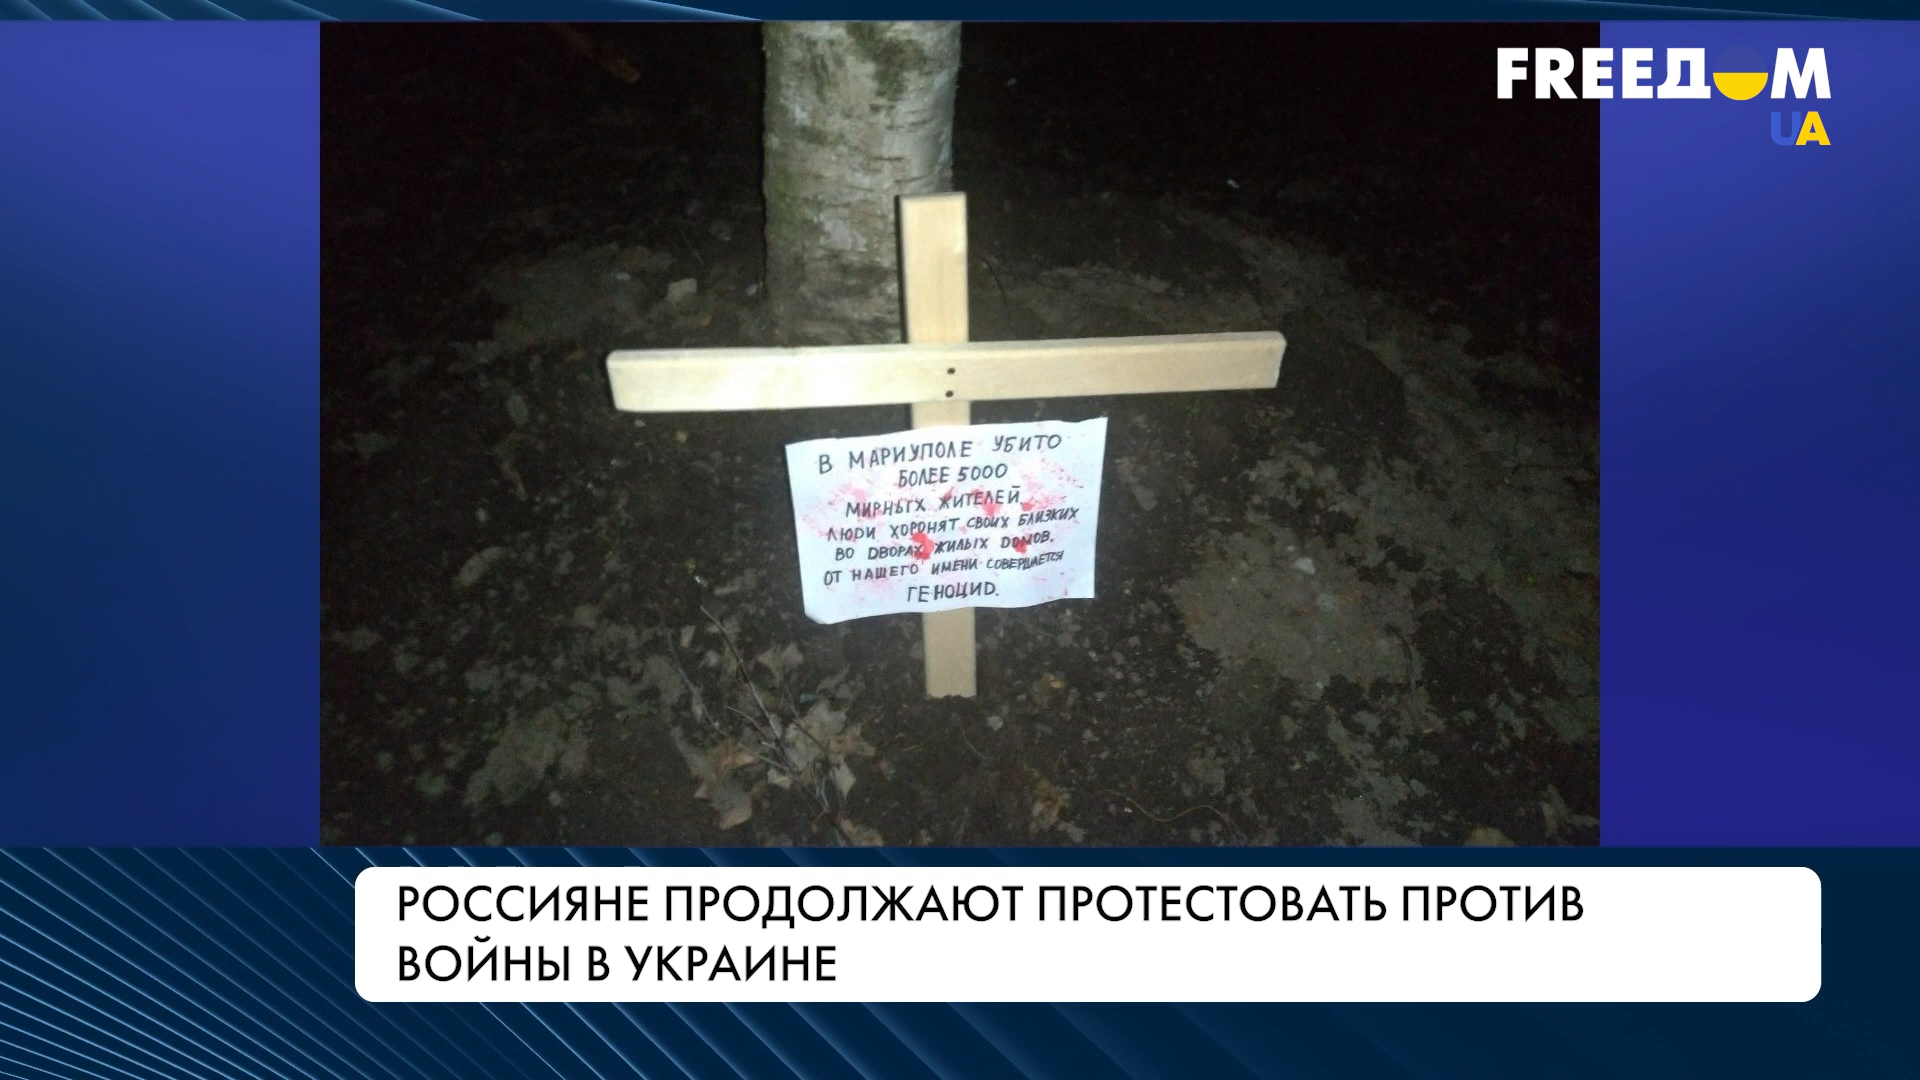 FREEДOM
UA
В МАРИУПОЛЕ УБИТО
БОЛЕЕ 5000
МИРНЫХ ЖИТЕЛЕЙ.
ЛЮДИ ХОРОНЯТ СВОИХ БЛИЗКИХ
ВО ДВОРАХ ЖИЛЫХ ДОМОВ.
ОТ НАШЕГО ИМЕНИ СОВЕРШАЕТСЯ
ГЕНОЦИД.
РОССИЯНЕ ПРОДОЛЖАЮТ ПРОТЕСТОВАТЬ ПРОТИВ
ВОЙНЫ В УКРАИНЕ